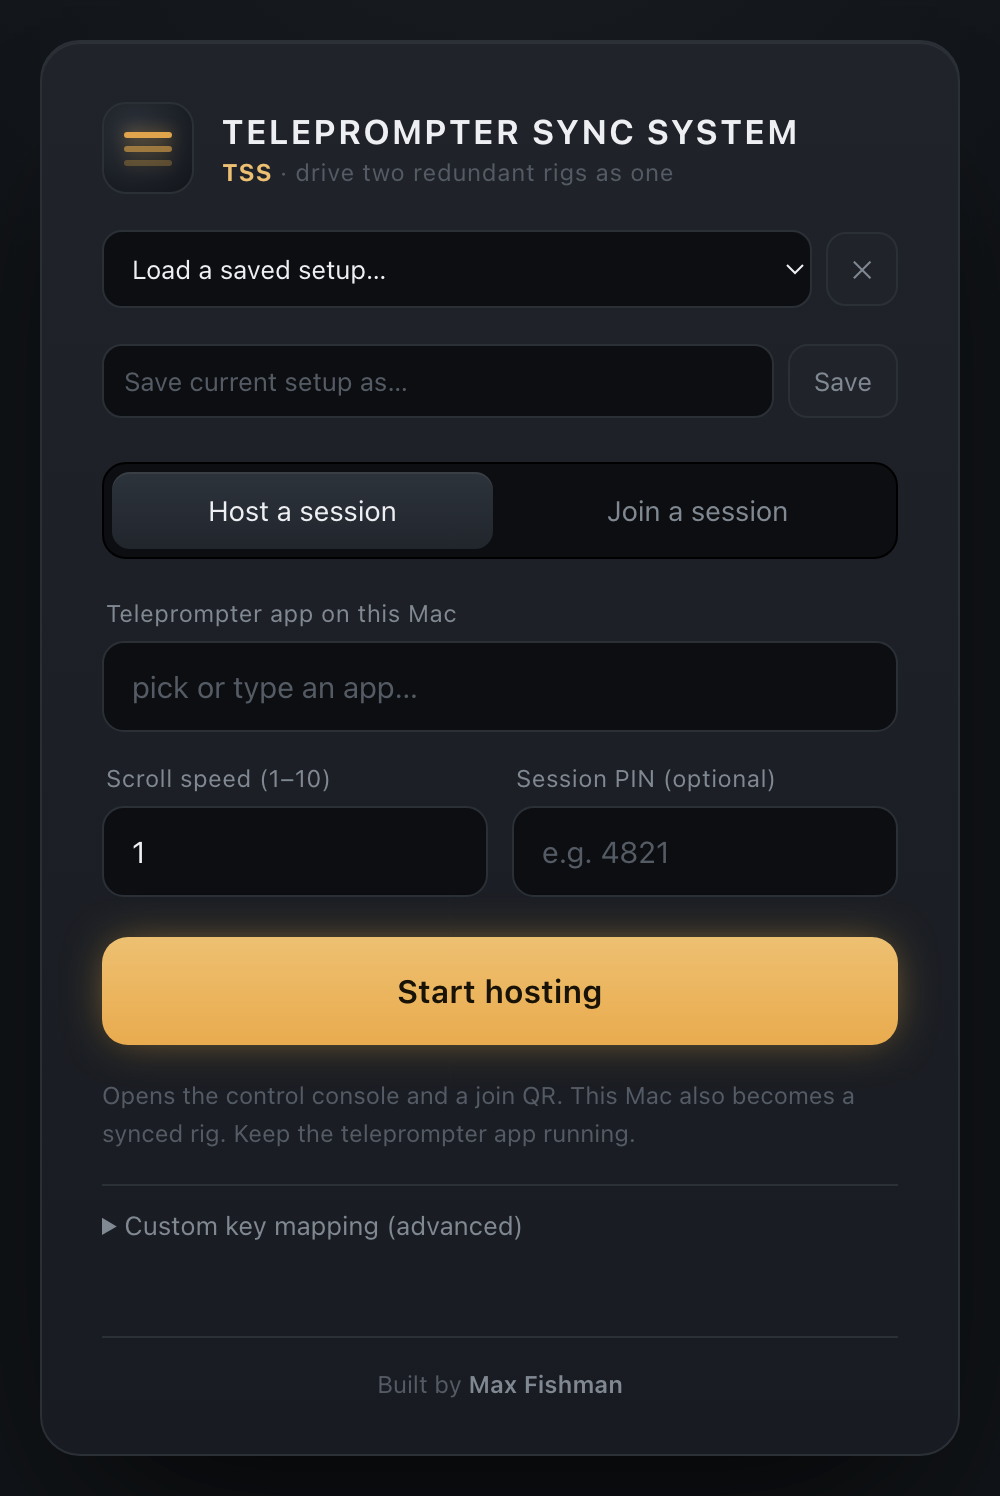 TELEPROMPTER SYNC SYSTEM
TSS · drive two redundant rigs as one
Load a saved setup...
Save current setup as...
Save
Host a session
Join a session
Teleprompter app on this Mac
pick or type an app...
Scroll speed (1–10)
Session PIN (optional)
1
e.g. 4821
Start hosting
Opens the control console and a join QR. This Mac also becomes a
synced rig. Keep the teleprompter app running.
Custom key mapping (advanced)
Built by Max Fishman